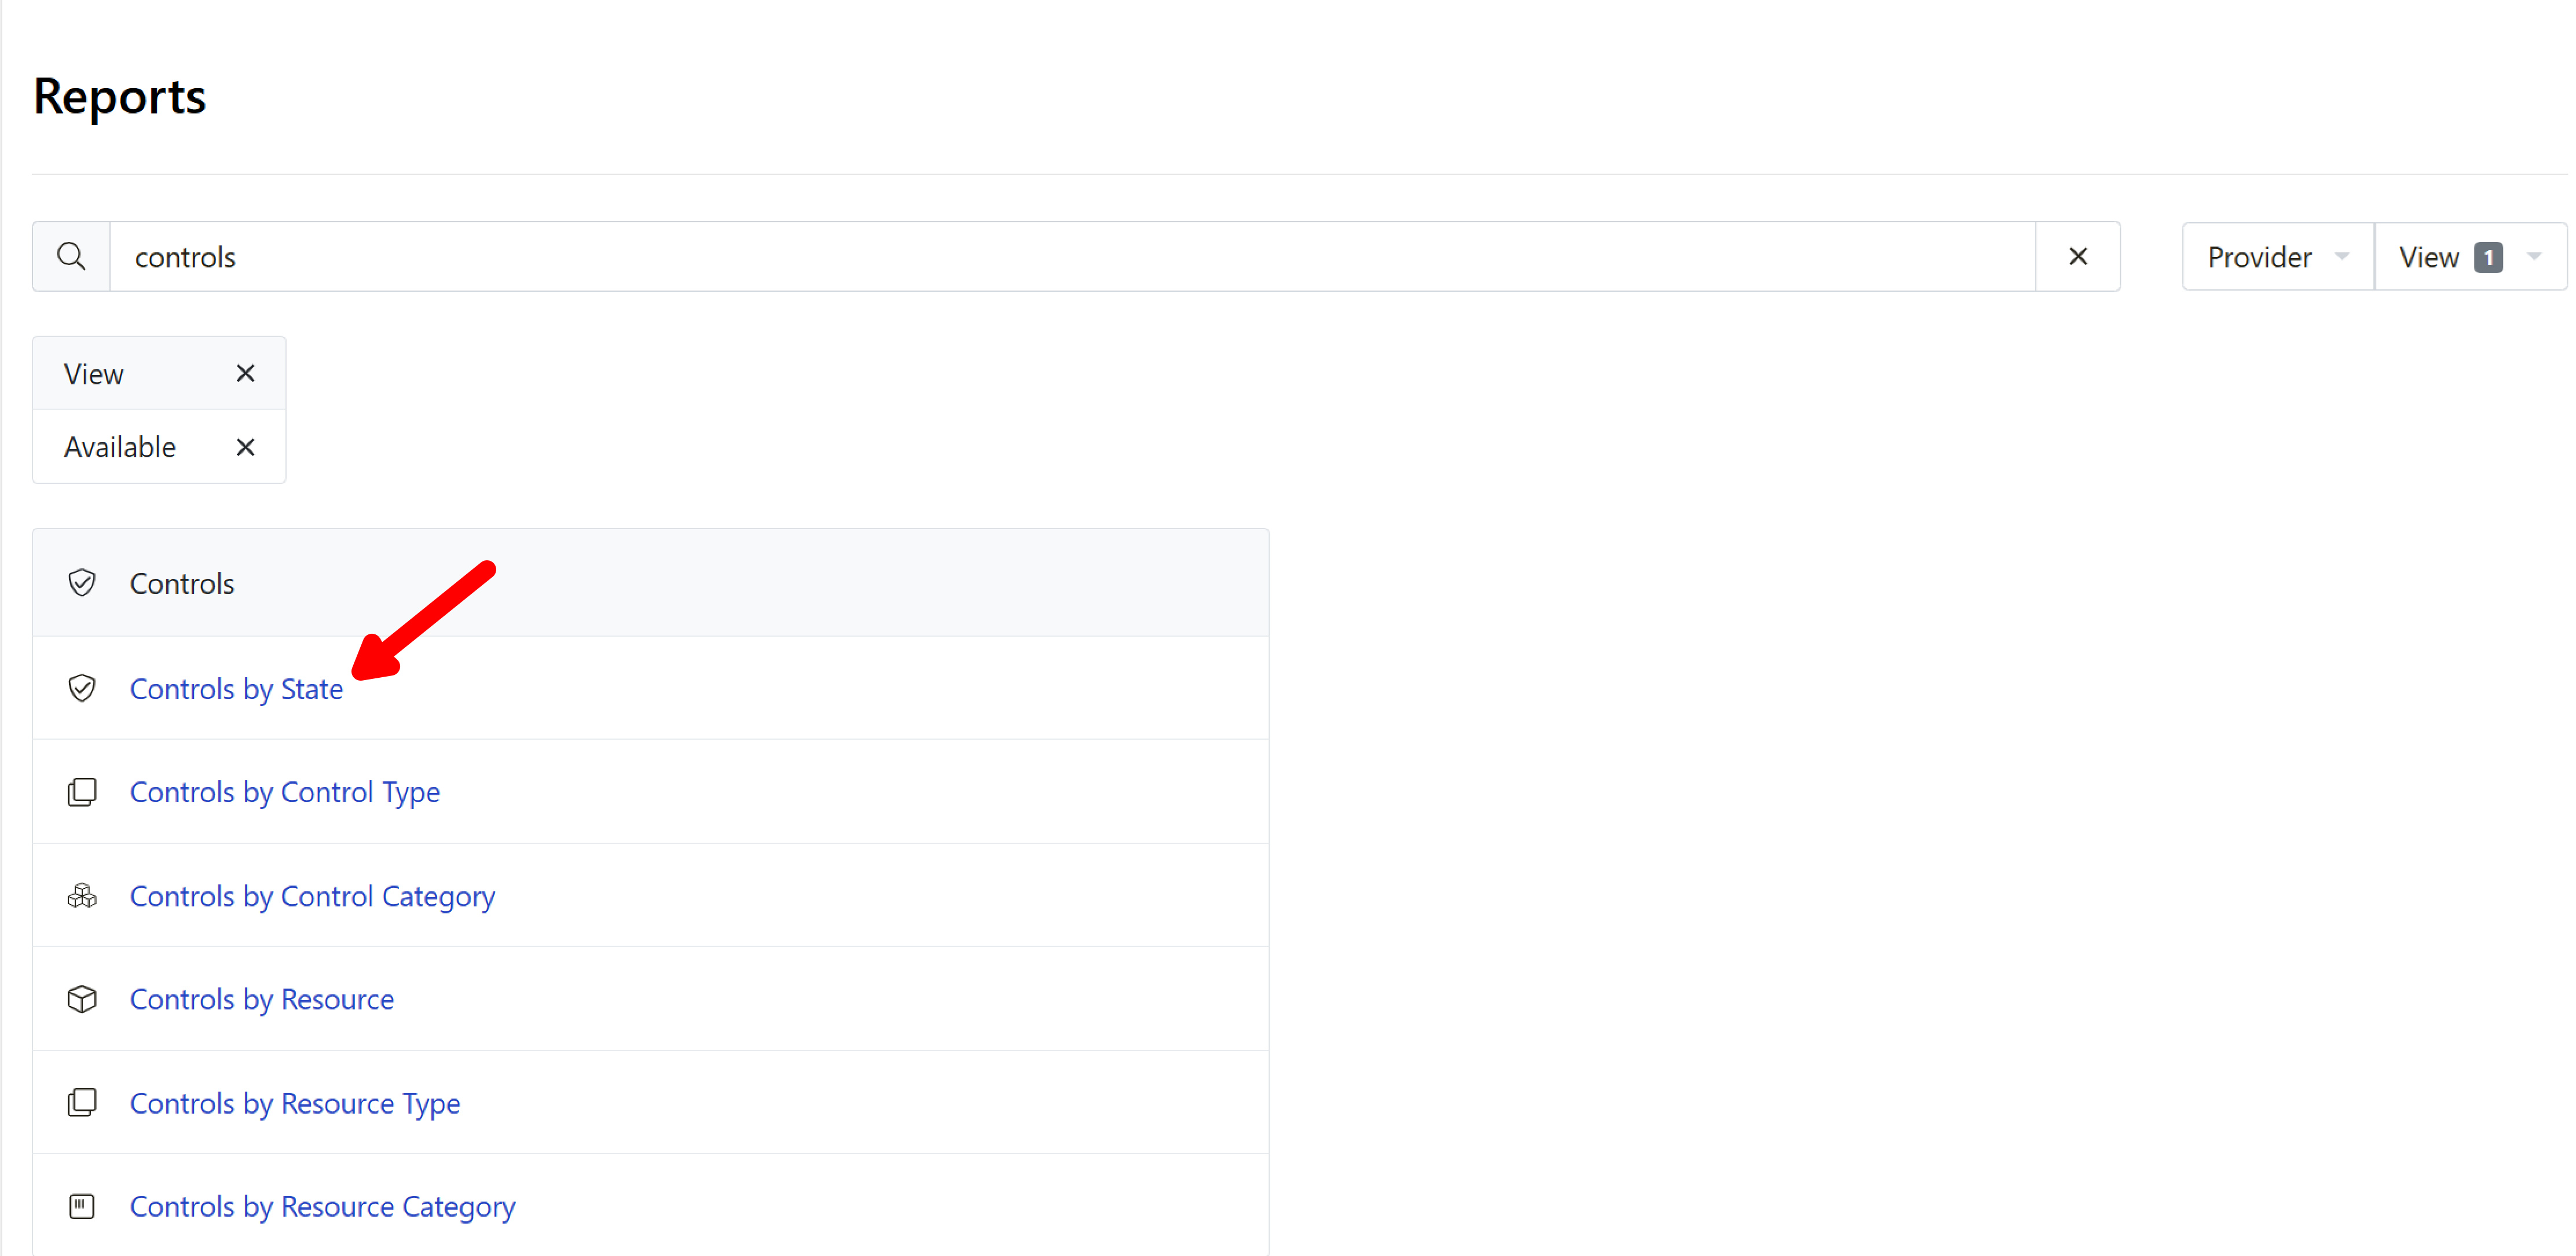 Reports
controls
Provider
View 1
View
Available
Controls
Controls by State
Controls by Control Type
Controls by Control Category
Controls by Resource
Controls by Resource Type
Controls by Resource Category